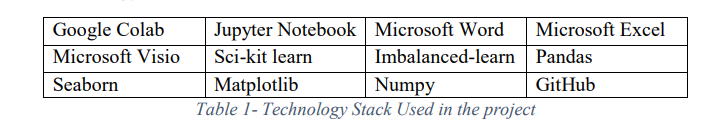 Google Colab Jupyter Notebook Microsoft Word Microsoft Excel
Microsoft Visio Sci-kit learn Imbalanced-learn Pandas
Seaborn Matplotlib Numpy GitHub
Table 1- Technology Stack Used in the project